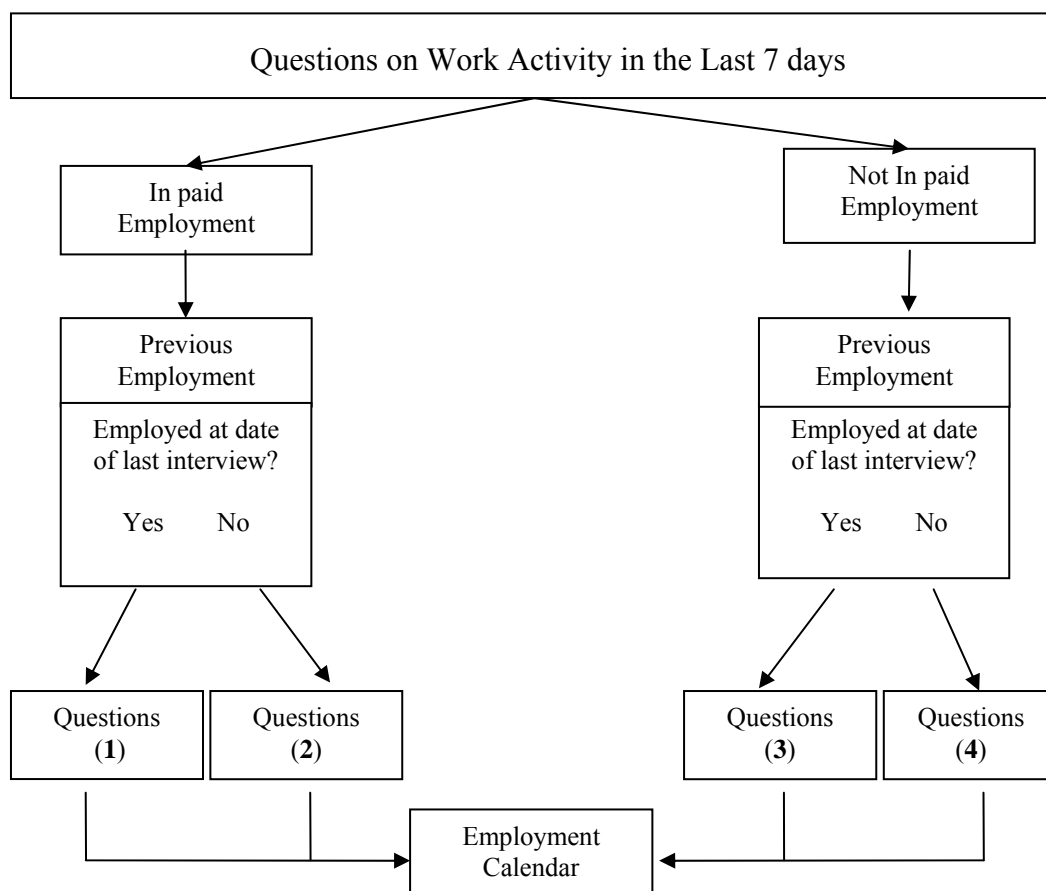 Questions on Work Activity in the Last 7 days
In paid
Employment
Not In paid
Employment
Previous
Employment
Employed at date
of last interview?
Yes No
Previous
Employment
Employed at date
of last interview?
Yes No
Questions
(1)
Questions
(2)
Questions
(3)
Questions
(4)
Employment
Calendar